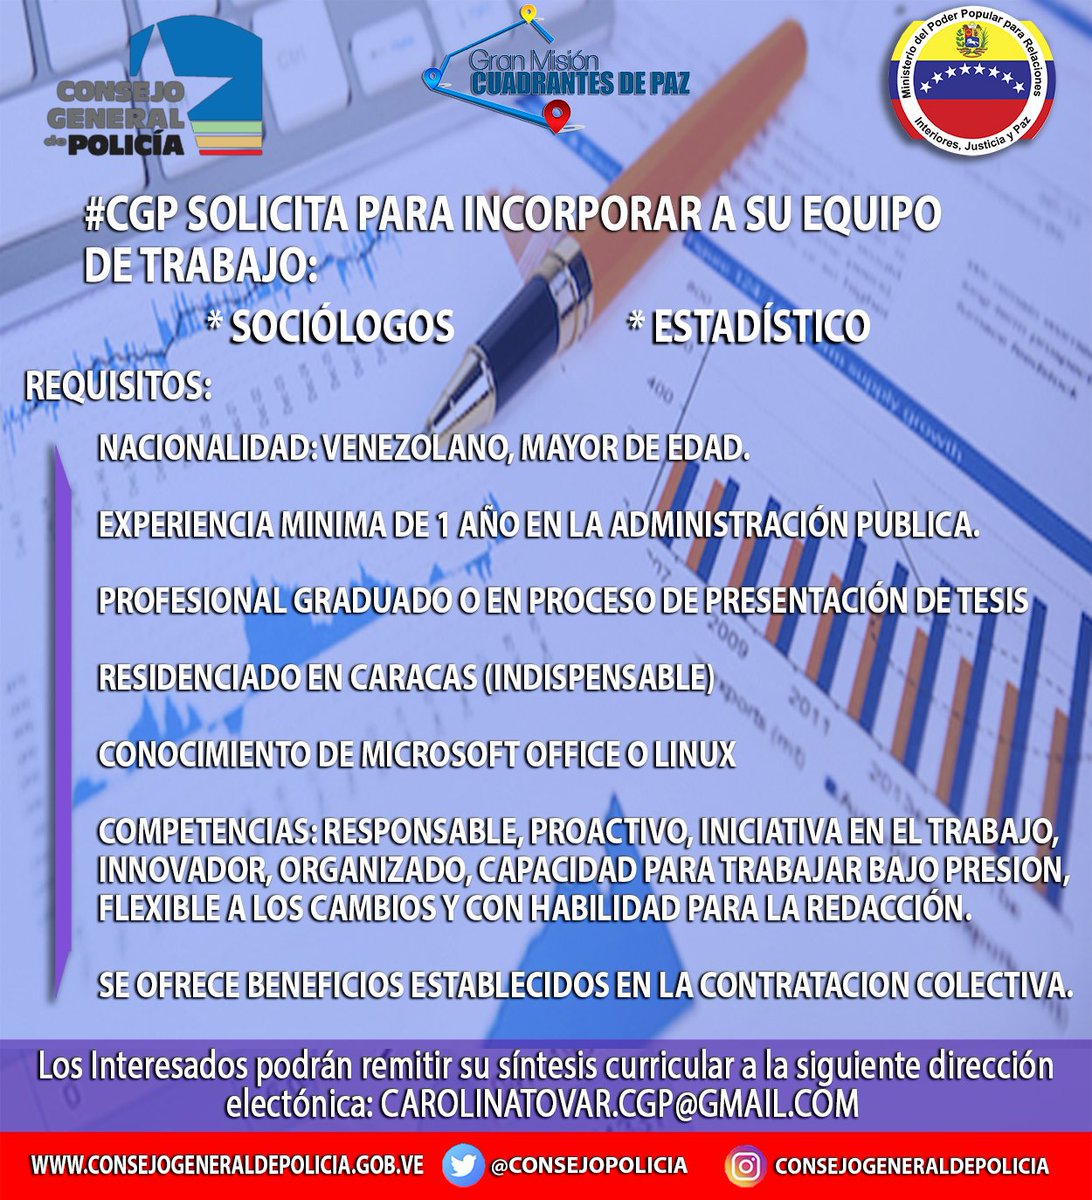 CONSEJO
GENERAL
de POLICÍA
Gran Misión
CUADRANTES DE PAZ
Ministerio del Poder Popular para Relaciones
Interiores, Justicia y Paz
#CGP SOLICITA PARA INCORPORAR A SU EQUIPO
DE TRABAJO:
* SOCIÓLOGOS * ESTADÍSTICO
REQUISITOS:
NACIONALIDAD: VENEZOLANO, MAYOR DE EDAD.
EXPERIENCIA MINIMA DE 1 AÑO EN LA ADMINISTRACIÓN PUBLICA.
PROFESIONAL GRADUADO O EN PROCESO DE PRESENTACIÓN DE TESIS
RESIDENCIADO EN CARACAS (INDISPENSABLE)
CONOCIMIENTO DE MICROSOFT OFFICE O LINUX
COMPETENCIAS: RESPONSABLE, PROACTIVO, INICIATIVA EN EL TRABAJO,
INNOVADOR, ORGANIZADO, CAPACIDAD PARA TRABAJAR BAJO PRESION,
FLEXIBLE A LOS CAMBIOS Y CON HABILIDAD PARA LA REDACCIÓN.
SE OFRECE BENEFICIOS ESTABLECIDOS EN LA CONTRATACION COLECTIVA.
Los Interesados podrán remitir su síntesis curricular a la siguiente dirección
electónica: CAROLINATOVAR.CGP@GMAIL.COM
WWW.CONSEJOGENERALDEPOLICIA.GOB.VE @CONSEJOPOLICIA CONSEJOGENERALDEPOLICIA
400
2009
2011
supply growth